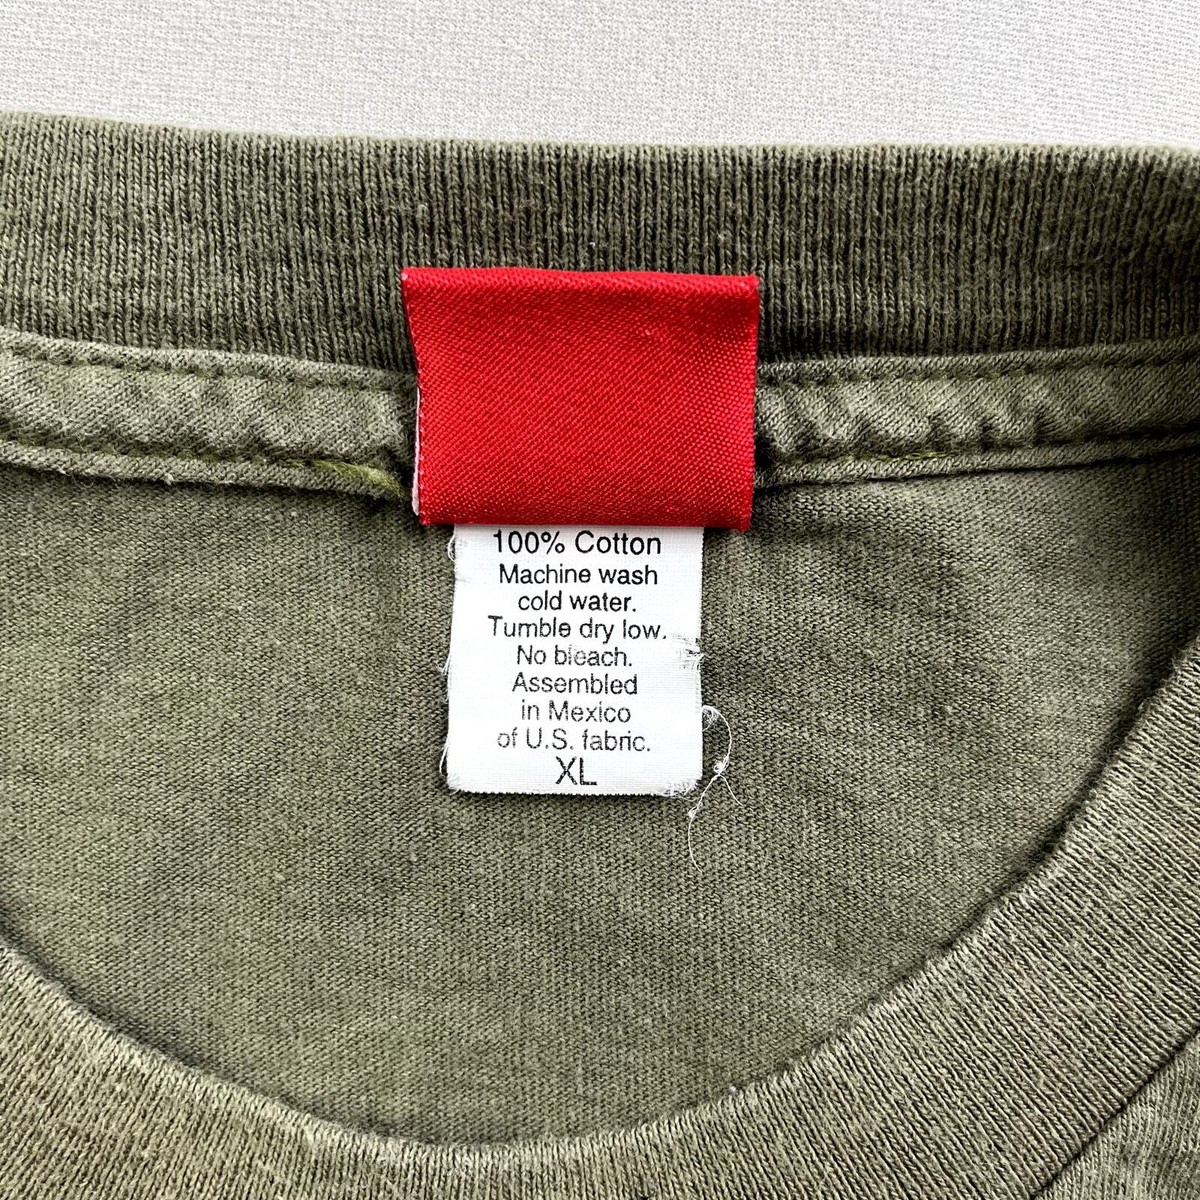 100% Cotton
Machine wash
cold water.
Tumble dry low.
No bleach.
Assembled
in Mexico
of U.S. fabric.
XL